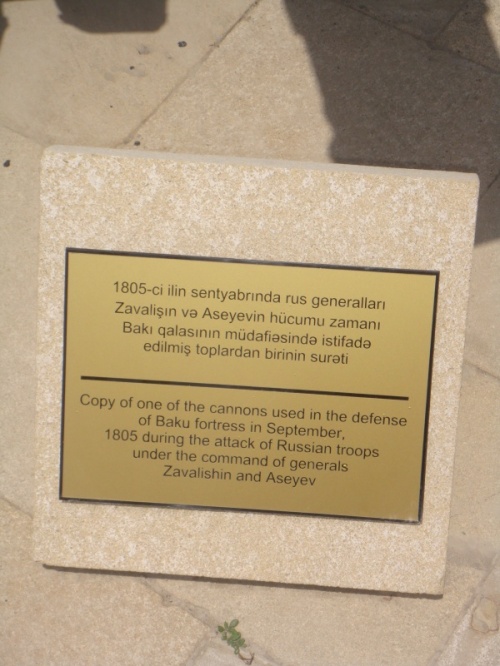 1805-ci ilin sentyabrında rus generalları
Zavalişın və Aseyevin hücumu zamanı
Bakı qalasının müdafiəsində istifadə
edilmiş toplardan birinin surəti
Copy of one of the cannons used in the defense
of Baku fortress in September,
1805 during the attack of Russian troops
under the command of generals
Zavalishin and Aseyev